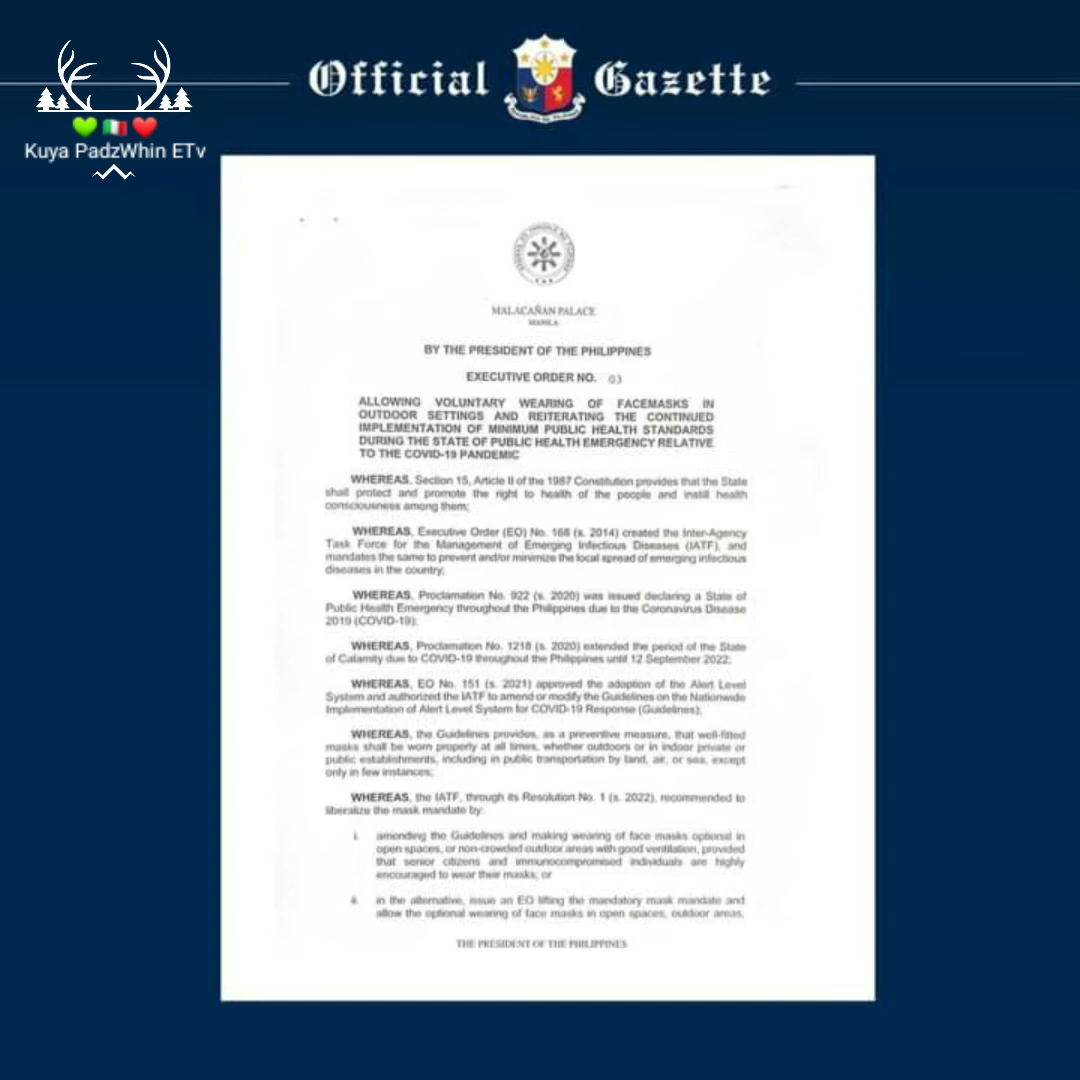 Official Gazette
Kuya PadzWhin ETv
MALACAÑAN PALACE
MANILA
BY THE PRESIDENT OF THE PHILIPPINES
EXECUTIVE ORDER NO. 03
ALLOWING VOLUNTARY WEARING OF FACEMASKS IN
OUTDOOR SETTINGS AND REITERATING THE CONTINUED
IMPLEMENTATION OF MINIMUM PUBLIC HEALTH STANDARDS
DURING THE STATE OF PUBLIC HEALTH EMERGENCY RELATIVE
TO THE COVID-19 PANDEMIC
WHEREAS, Section 15, Article II of the 1987 Constitution provides that the State
shall protect and promote the right to health of the people and instill health
consciousness among them;
WHEREAS, Executive Order (EO) No. 168 (s. 2014) created the Inter-Agency
Task Force for the Management of Emerging Infectious Diseases (IATF), and
mandates the same to prevent and/or minimize the local spread of emerging infectious
diseases in the country;
WHEREAS, Proclamation No. 922 (s. 2020) was issued declaring a State of
Public Health Emergency throughout the Philippines due to the Coronavirus Disease
2019 (COVID-19);
WHEREAS, Proclamation No. 1218 (s. 2020) extended the period of the State
of Calamity due to COVID-19 throughout the Philippines until 12 September 2022;
WHEREAS, EO No. 151 (s. 2021) approved the adoption of the Alert Level
System and authorized the IATF to amend or modify the Guidelines on the Nationwide
Implementation of Alert Level System for COVID-19 Response (Guidelines);
WHEREAS, the Guidelines provides, as a preventive measure, that well-fitted
masks shall be worn properly at all times, whether outdoors or in indoor private or
public establishments, including in public transportation by land, air, or sea, except
only in few instances;
WHEREAS, the IATF, through its Resolution No. 1 (s. 2022), recommended to
liberalize the mask mandate by:
i. amending the Guidelines and making wearing of face masks optional in
open spaces, or non-crowded outdoor areas with good ventilation, provided
that senior citizens and immunocompromised individuals are highly
encouraged to wear their masks; or
ii. in the alternative, issue an EO lifting the mandatory mask mandate and
allow the optional wearing of face masks in open spaces, outdoor areas,
THE PRESIDENT OF THE PHILIPPINES